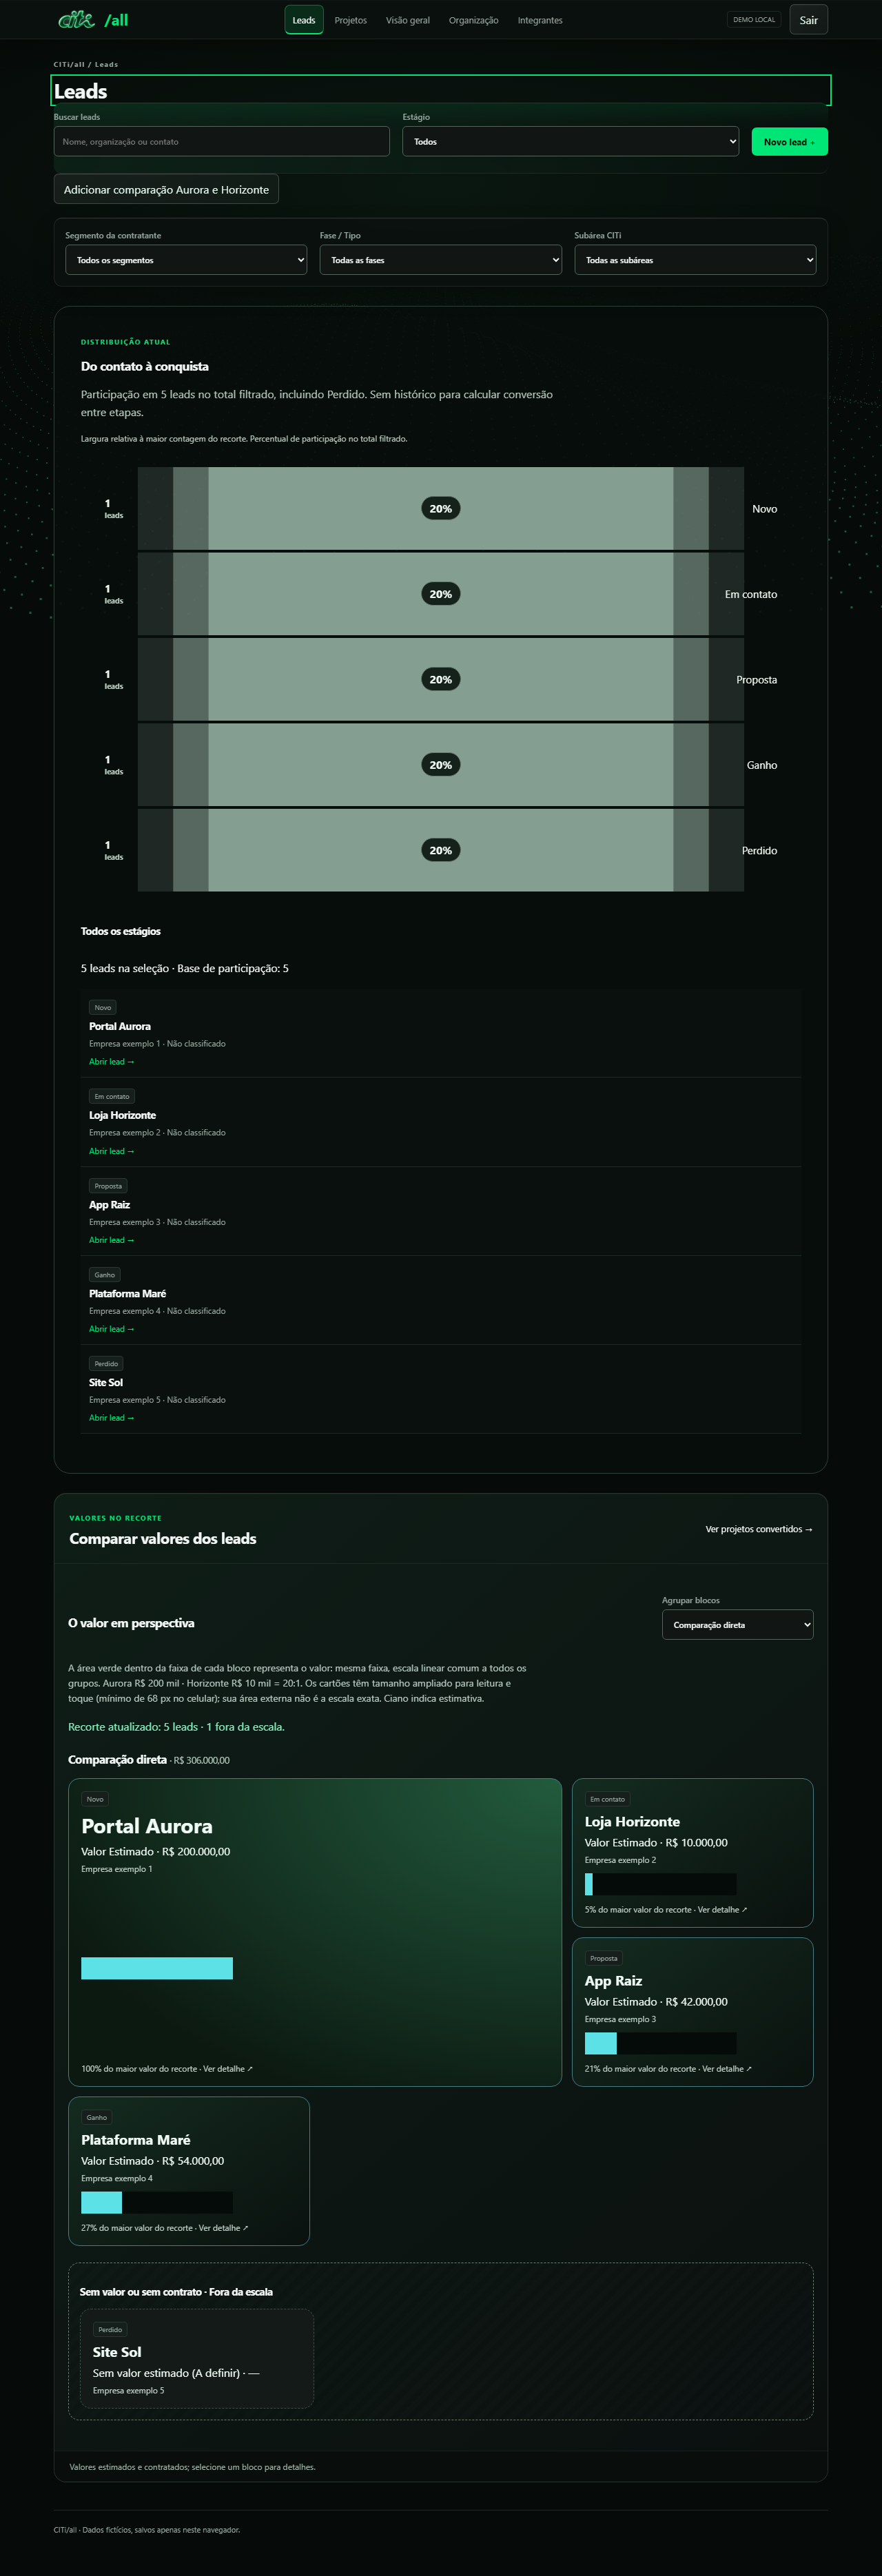 citi /all
Leads
Projetos
Visão geral
Organização
Integrantes
DEMO LOCAL
Sair
CITi/all / Leads
Leads
Buscar leads
Nome, organização ou contato
Estágio
Todos
Novo lead +
Adicionar comparação Aurora e Horizonte
Segmento da contratante
Todos os segmentos
Fase / Tipo
Todas as fases
Subárea CITi
Todas as subáreas
DISTRIBUIÇÃO ATUAL
Do contato à conquista
Participação em 5 leads no total filtrado, incluindo Perdido. Sem histórico para calcular conversão
entre etapas.
Largura relativa à maior contagem do recorte. Percentual de participação no total filtrado.
1
leads
20%
Novo
1
leads
20%
Em contato
1
leads
20%
Proposta
1
leads
20%
Ganho
1
leads
20%
Perdido
Todos os estágios
5 leads na seleção · Base de participação: 5
Novo
Portal Aurora
Empresa exemplo 1 · Não classificado
Abrir lead →
Em contato
Loja Horizonte
Empresa exemplo 2 · Não classificado
Abrir lead →
Proposta
App Raiz
Empresa exemplo 3 · Não classificado
Abrir lead →
Ganho
Plataforma Maré
Empresa exemplo 4 · Não classificado
Abrir lead →
Perdido
Site Sol
Empresa exemplo 5 · Não classificado
Abrir lead →
VALORES NO RECORTE
Comparar valores dos leads
Ver projetos convertidos →
O valor em perspectiva
Agrupar blocos
Comparação direta
A área verde dentro da faixa de cada bloco representa o valor: mesma faixa, escala linear comum a todos os
grupos. Aurora R$ 200 mil · Horizonte R$ 10 mil = 20:1. Os cartões têm tamanho ampliado para leitura e
toque (mínimo de 68 px no celular); sua área externa não é a escala exata. Ciano indica estimativa.
Recorte atualizado: 5 leads · 1 fora da escala.
Comparação direta · R$ 306.000,00
Novo
Portal Aurora
Valor Estimado · R$ 200.000,00
Empresa exemplo 1
100% do maior valor do recorte · Ver detalhe ↗
Em contato
Loja Horizonte
Valor Estimado · R$ 10.000,00
Empresa exemplo 2
5% do maior valor do recorte · Ver detalhe ↗
Proposta
App Raiz
Valor Estimado · R$ 42.000,00
Empresa exemplo 3
21% do maior valor do recorte · Ver detalhe ↗
Ganho
Plataforma Maré
Valor Estimado · R$ 54.000,00
Empresa exemplo 4
27% do maior valor do recorte · Ver detalhe ↗
Sem valor ou sem contrato · Fora da escala
Perdido
Site Sol
Sem valor estimado (A definir) · —
Empresa exemplo 5
Valores estimados e contratados; selecione um bloco para detalhes.
CITi/all · Dados fictícios, salvos apenas neste navegador.